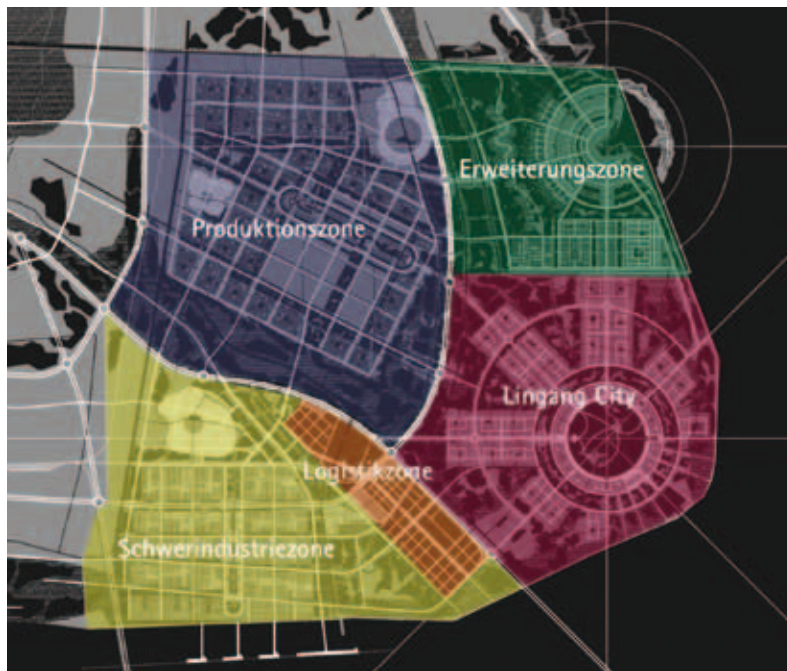 Erweiterungszone
Produktionszone
Lingang City
Logistikzone
Schwerindustriezone